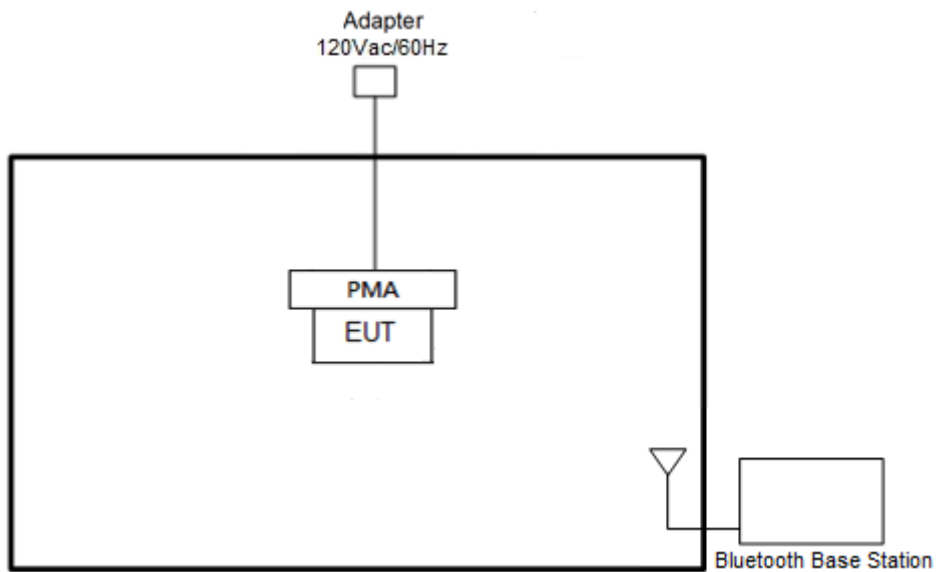 Adapter
120Vac/60Hz
PMA
EUT
Bluetooth Base Station